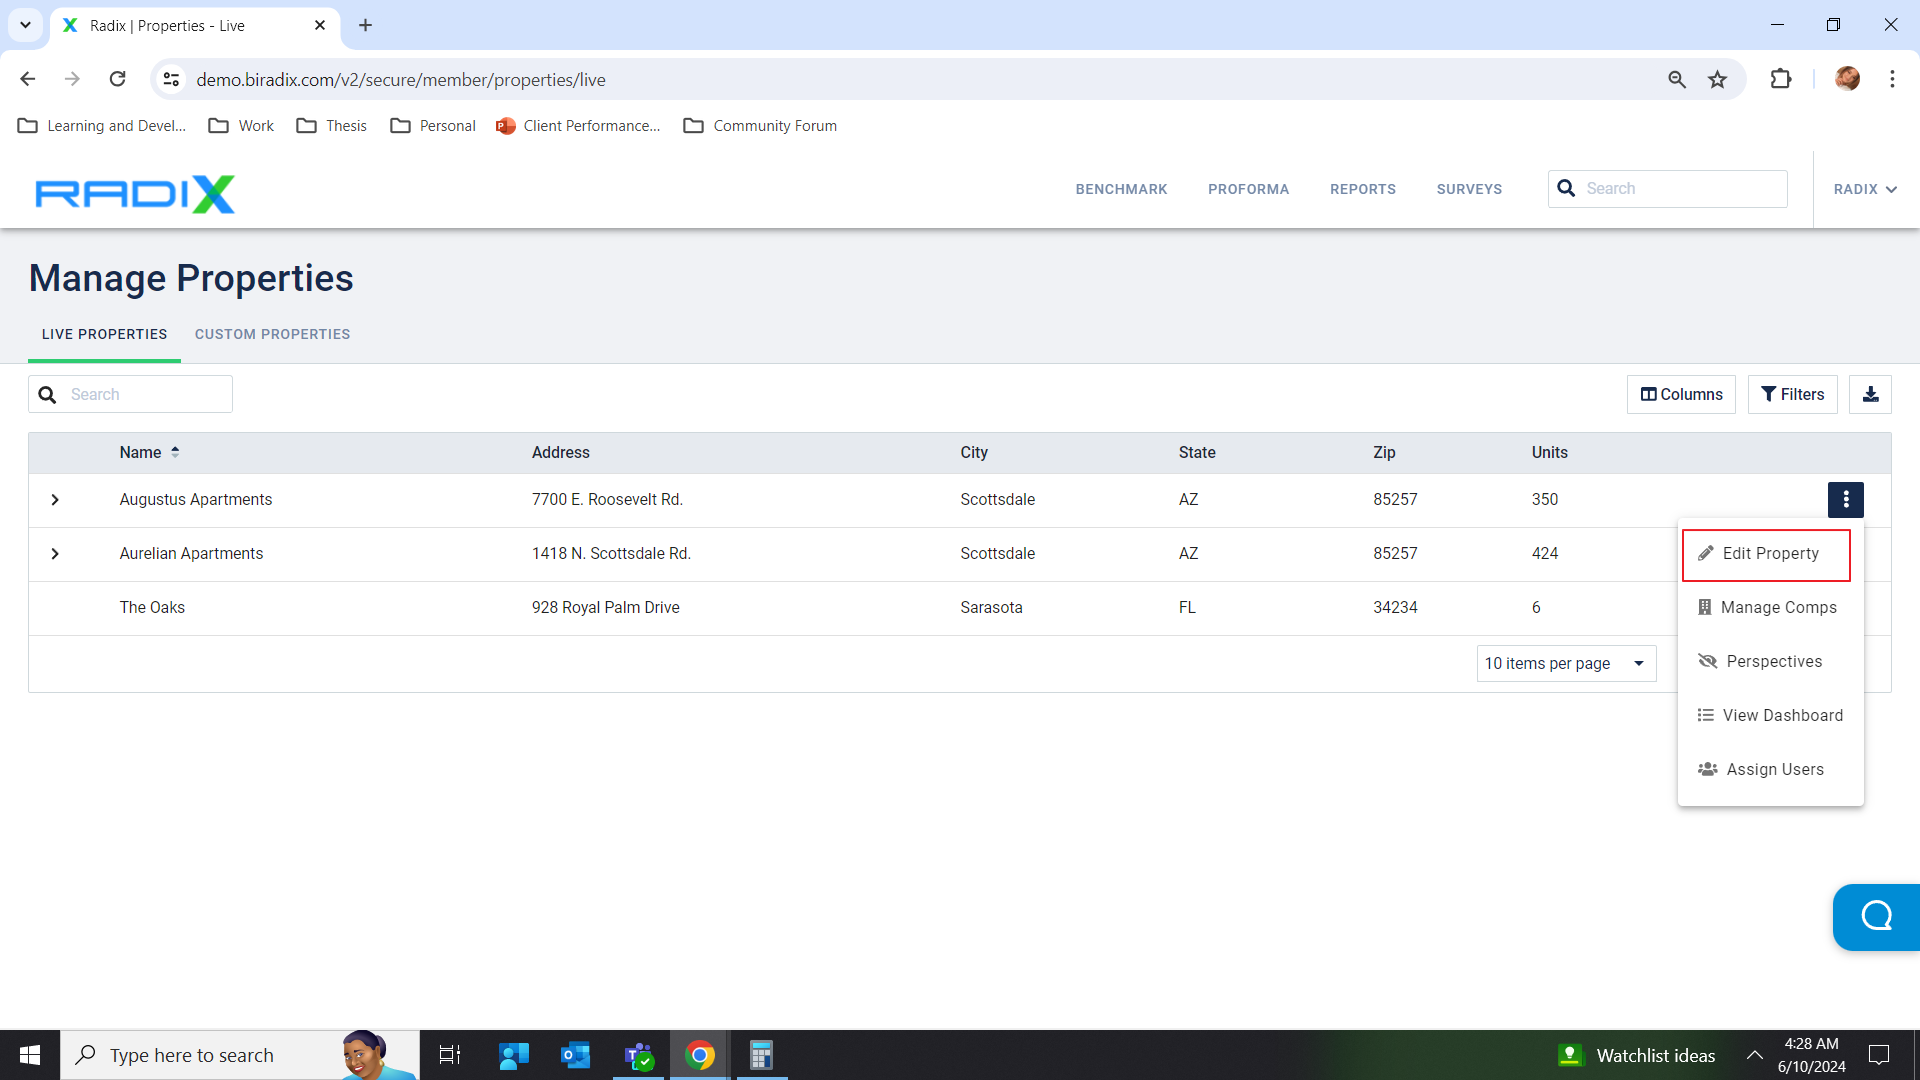 Radix | Properties - Live
demo.biradix.com/v2/secure/member/properties/live
Learning and Devel... Work Thesis Personal Client Performance... Community Forum
RADIX BENCHMARK PROFORMA REPORTS SURVEYS Search RADIX
Manage Properties
LIVE PROPERTIES CUSTOM PROPERTIES
Search Columns Filters
Name Address City State Zip Units
Augustus Apartments 7700 E. Roosevelt Rd. Scottsdale AZ 85257 350
Aurelian Apartments 1418 N. Scottsdale Rd. Scottsdale AZ 85257 424
Edit Property
The Oaks 928 Royal Palm Drive Sarasota FL 34234 6
Manage Comps
10 items per page
Perspectives
View Dashboard
Assign Users
Type here to search
Watchlist ideas
4:28 AM
6/10/2024